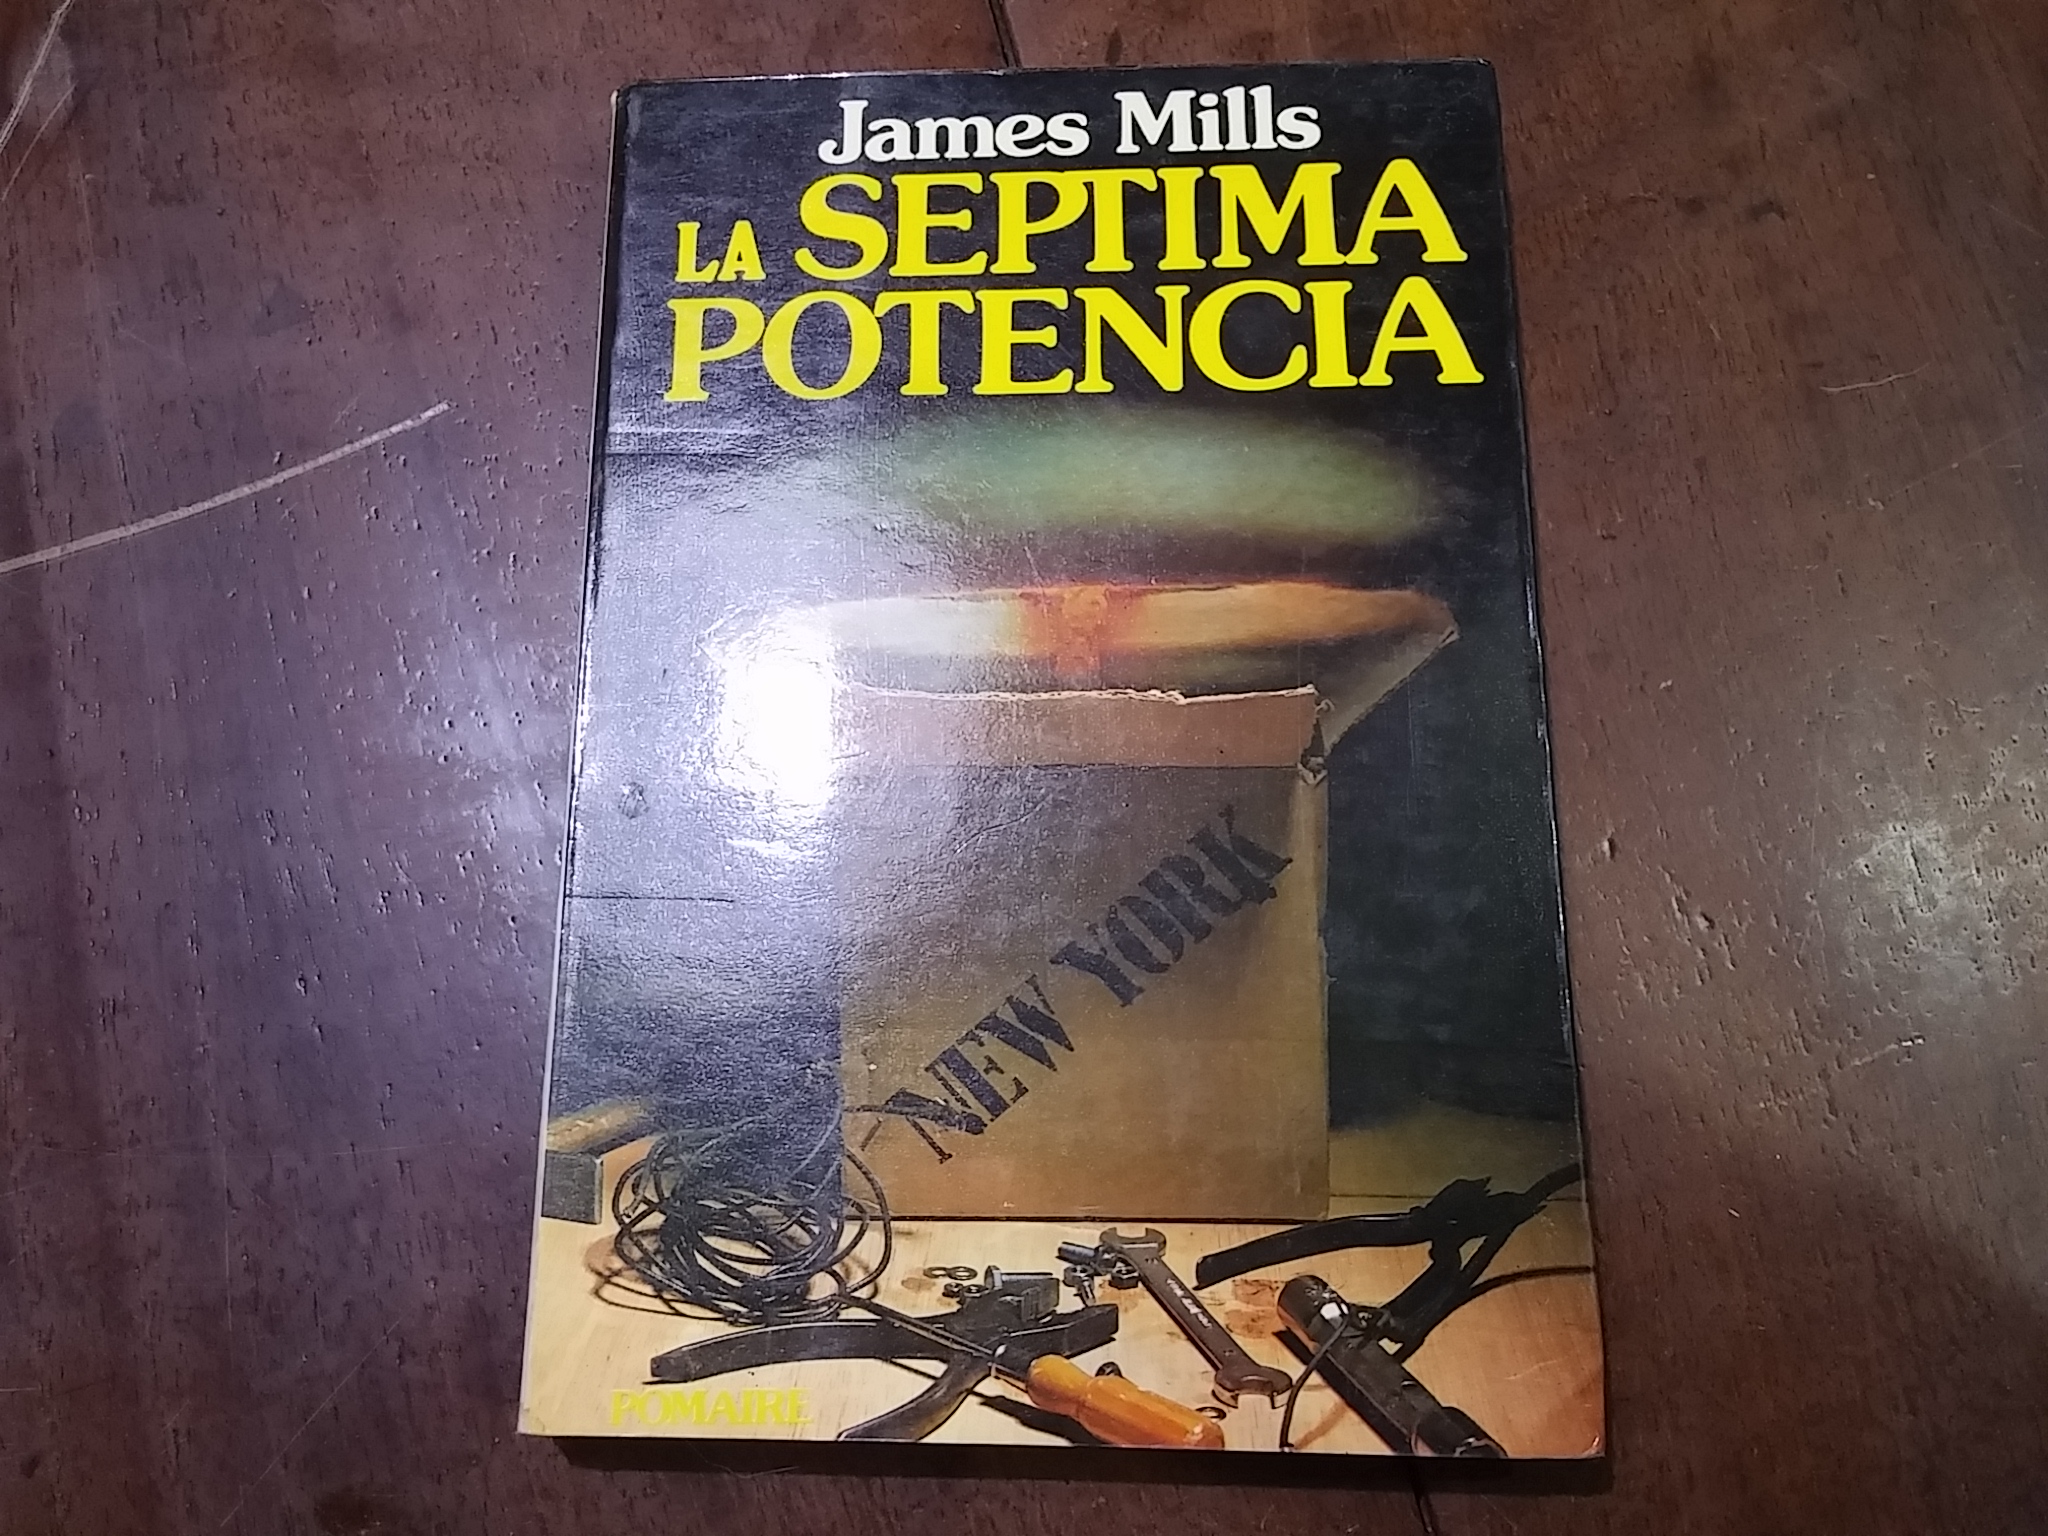 James Mills
LA SEPTIMA
POTENCIA
NEW YORK
POMAIRE